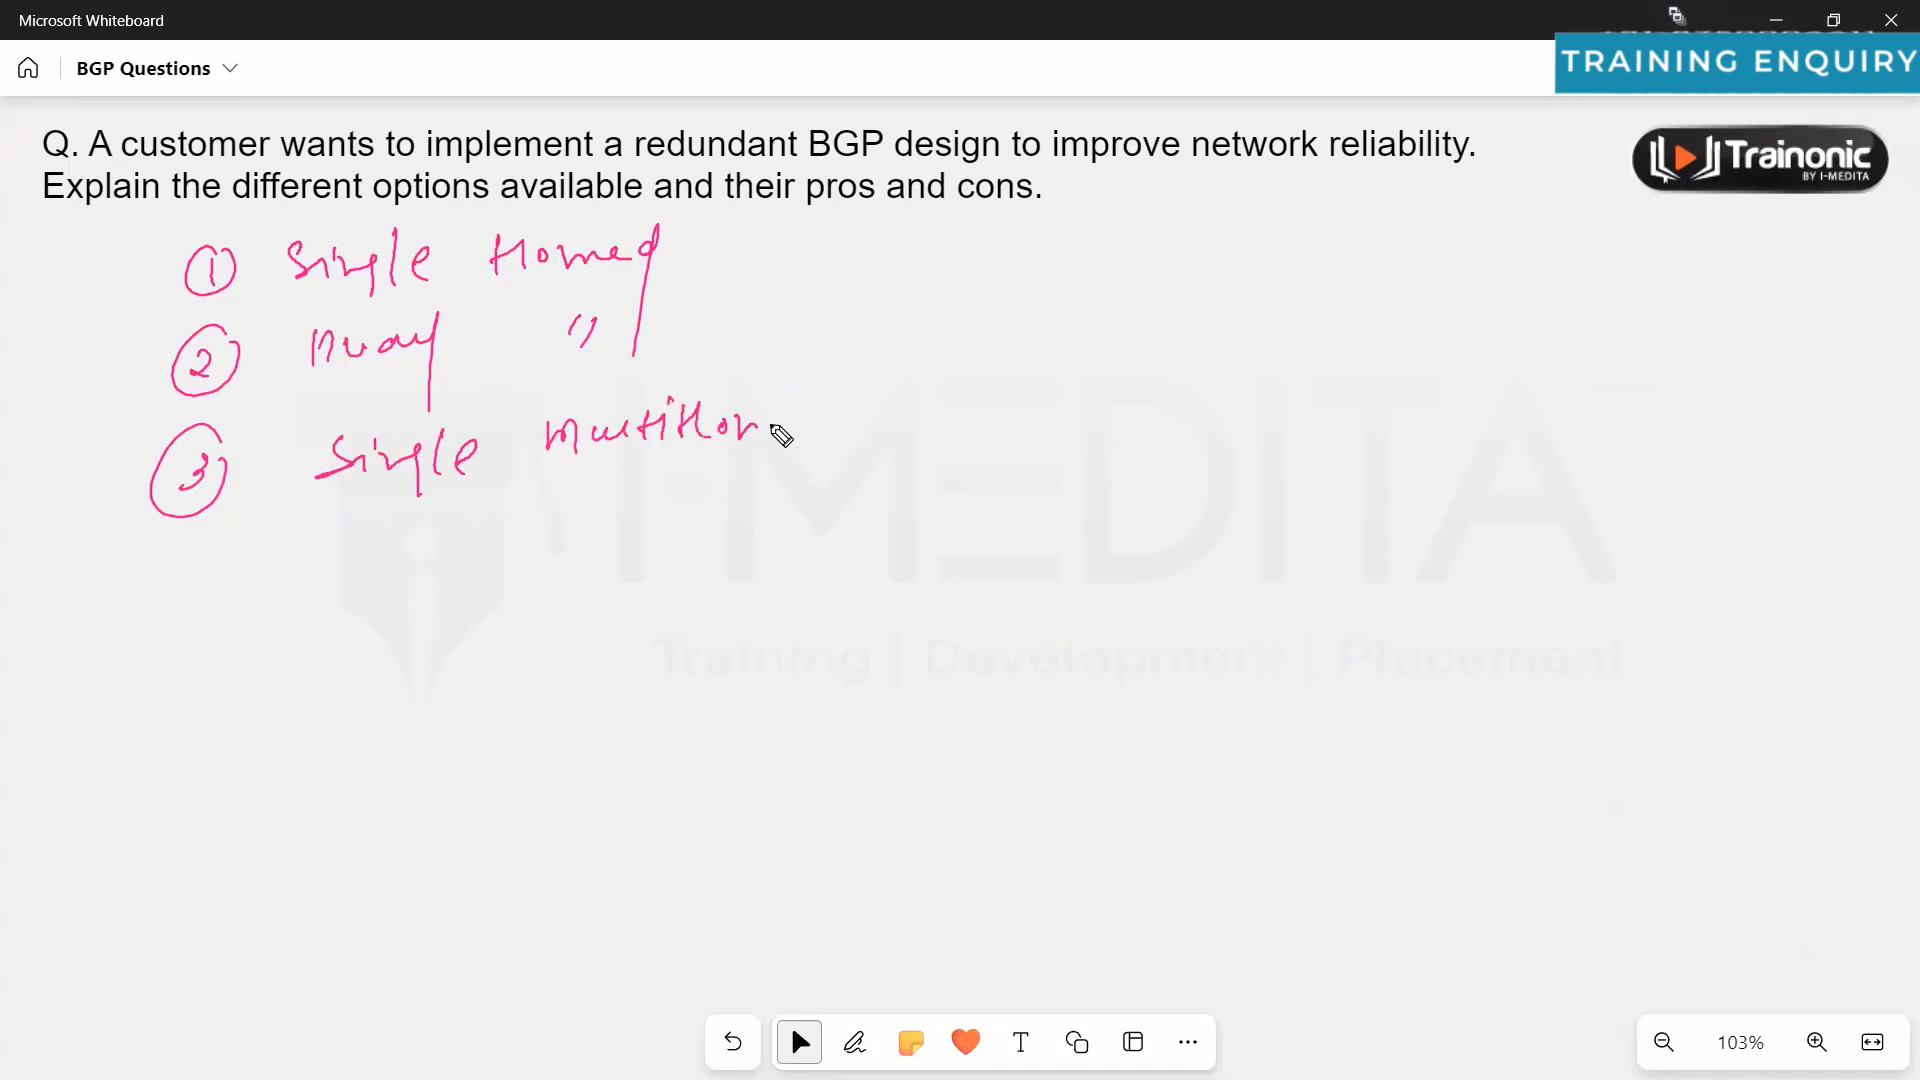 Microsoft Whiteboard
BGP Questions
TRAINING ENQUIRY
Q. A customer wants to implement a redundant BGP design to improve network reliability.
Explain the different options available and their pros and cons.
Trainonic
BY I-MEDITA
1 Single Homed
2 Dual "
3 Single MultiHom
I-MEDITA
Training | Development | Placement
T
103%